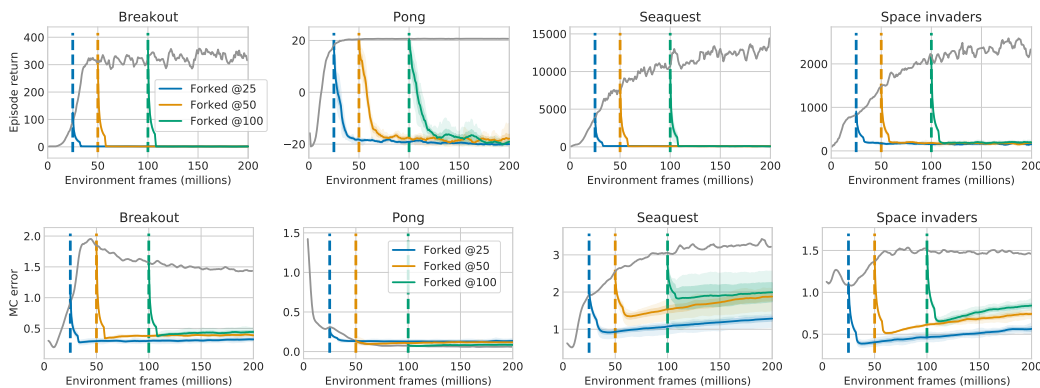 Breakout
Pong
Seaquest
Space invaders
Episode return
400
300
200
100
0
20
0
−20
15000
12500
10000
7500
5000
2500
0
2000
1000
0
Forked @25
Forked @50
Forked @100
0 50 100 150 200
0 50 100 150 200
0 50 100 150 200
0 50 100 150 200
Environment frames (millions)
Environment frames (millions)
Environment frames (millions)
Environment frames (millions)
Breakout
Pong
Seaquest
Space invaders
MC error
2.0
1.5
1.0
0.5
1.5
1.0
0.5
0.0
3
2
1
1.5
1.0
0.5
Forked @25
Forked @50
Forked @100
0 50 100 150 200
0 50 100 150 200
0 50 100 150 200
0 50 100 150 200
Environment frames (millions)
Environment frames (millions)
Environment frames (millions)
Environment frames (millions)